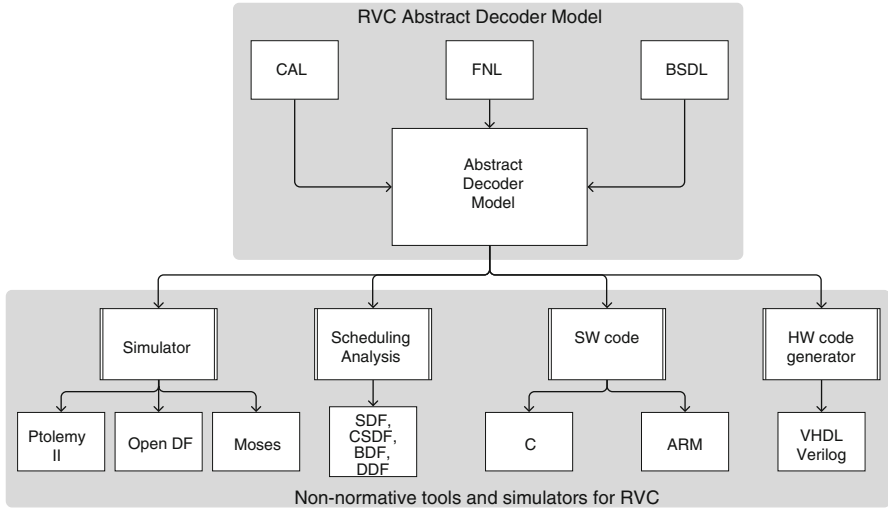 RVC Abstract Decoder Model
CAL
FNL
BSDL
Abstract
Decoder
Model
Simulator
Scheduling
Analysis
SW code
HW code
generator
Ptolemy
II
Open DF
Moses
SDF,
CSDF,
BDF,
DDF
C
ARM
VHDL
Verilog
Non-normative tools and simulators for RVC